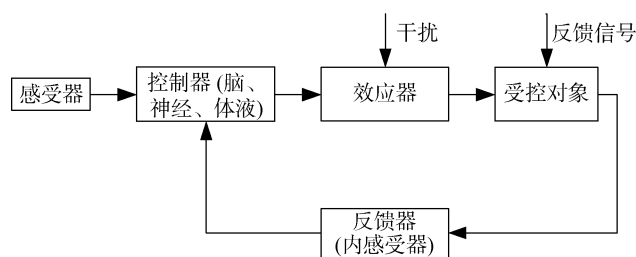 干扰
反馈信号
感受器
控制器 (脑、
神经、体液)
效应器
受控对象
反馈器
(内感受器)